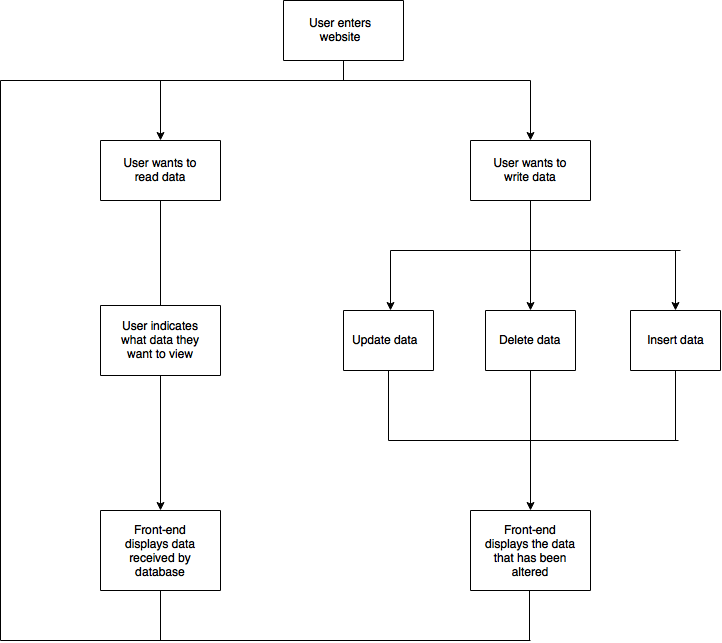 User enters
website
User wants to
read data
User wants to
write data
User indicates
what data they
want to view
Update data
Delete data
Insert data
Front-end
displays data
received by
database
Front-end
displays the data
that has been
altered